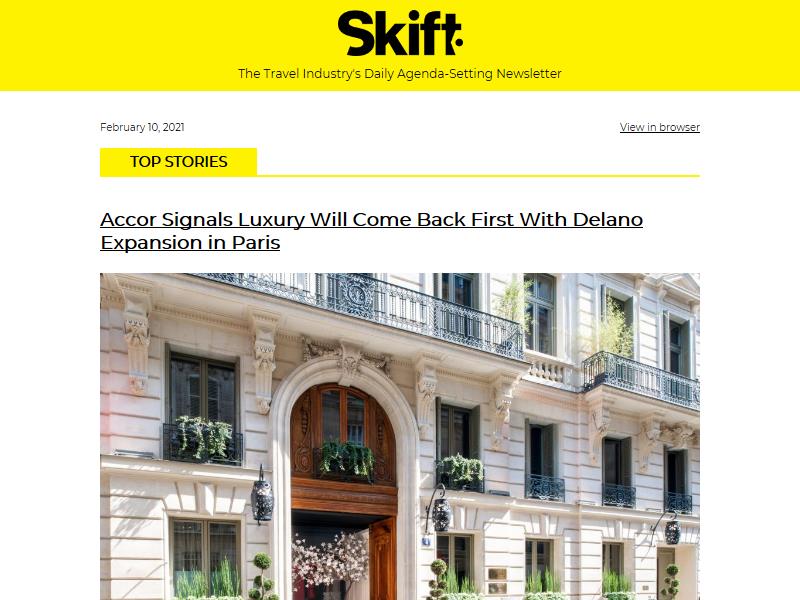 Skift
The Travel Industry's Daily Agenda-Setting Newsletter
February 10, 2021
View in browser
TOP STORIES
Accor Signals Luxury Will Come Back First With Delano
Expansion in Paris